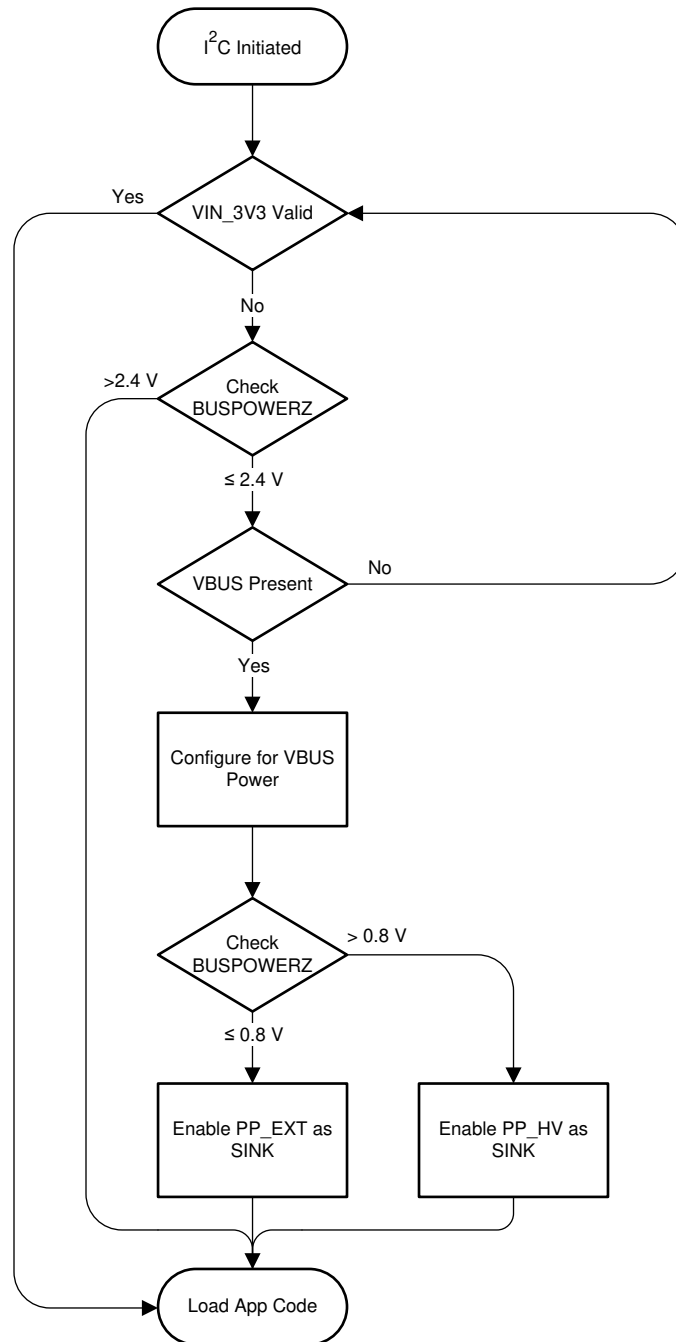 I²C Initiated
Yes
VIN_3V3 Valid
No
>2.4 V
Check
BUSPOWERZ
≤ 2.4 V
VBUS Present
No
Yes
Configure for VBUS
Power
Check
BUSPOWERZ
> 0.8 V
≤ 0.8 V
Enable PP_EXT as
SINK
Enable PP_HV as
SINK
Load App Code